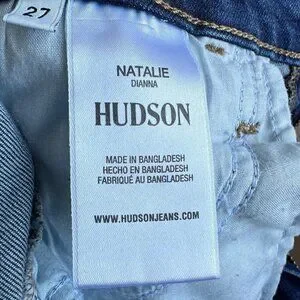 27
NATALIE
DIANNA
HUDSON
MADE IN BANGLADESH
HECHO EN BANGLADESH
FABRIQUÉ AU BANGLADESH
WWW.HUDSONJEANS.COM